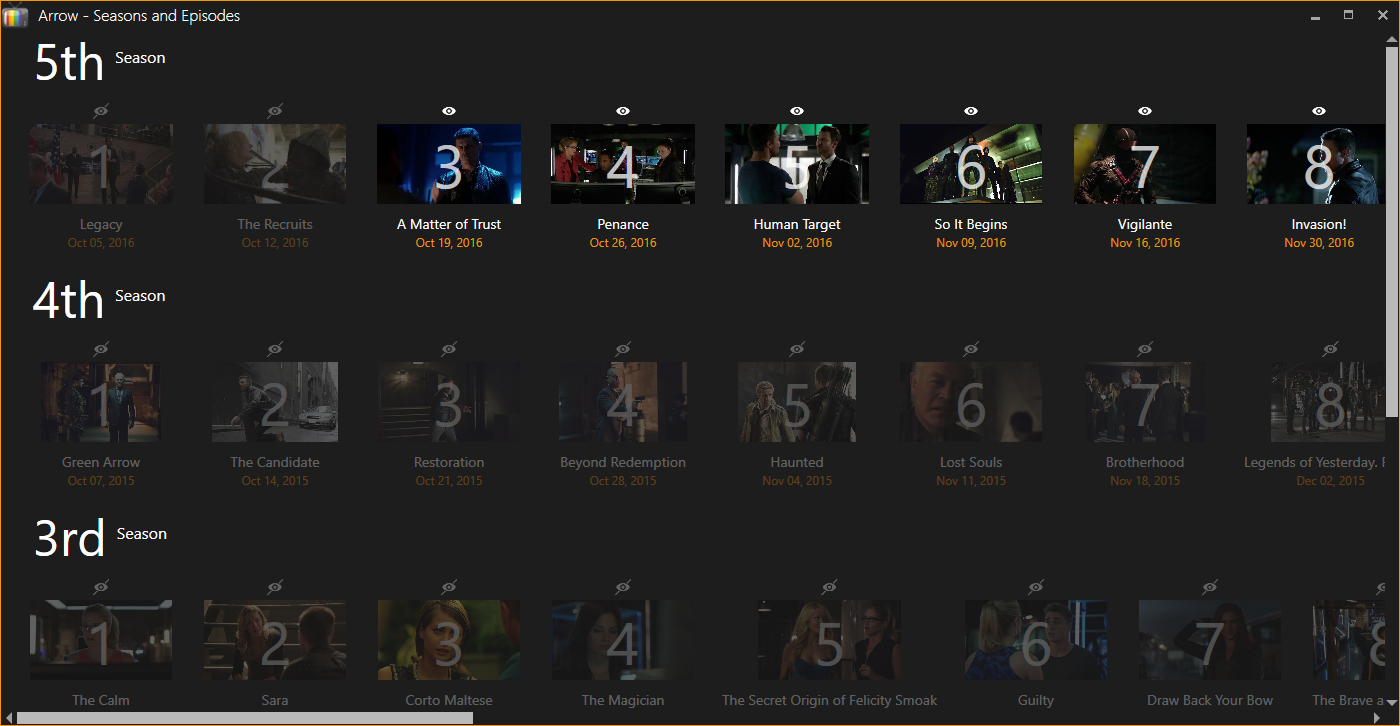 Arrow - Seasons and Episodes
5th Season
1 2 3 4 5 6 7 8
Legacy The Recruits A Matter of Trust Penance Human Target So It Begins Vigilante Invasion!
Oct 05, 2016 Oct 12, 2016 Oct 19, 2016 Oct 26, 2016 Nov 02, 2016 Nov 09, 2016 Nov 16, 2016 Nov 30, 2016
4th Season
1 2 3 4 5 6 7 8
Green Arrow The Candidate Restoration Beyond Redemption Haunted Lost Souls Brotherhood Legends of Yesterday.
Oct 07, 2015 Oct 14, 2015 Oct 21, 2015 Oct 28, 2015 Nov 04, 2015 Nov 11, 2015 Nov 18, 2015 Dec 02, 2015
3rd Season
1 2 3 4 5 6 7 8
The Calm Sara Corto Maltese The Magician The Secret Origin of Felicity Smoak Guilty Draw Back Your Bow The Brave a